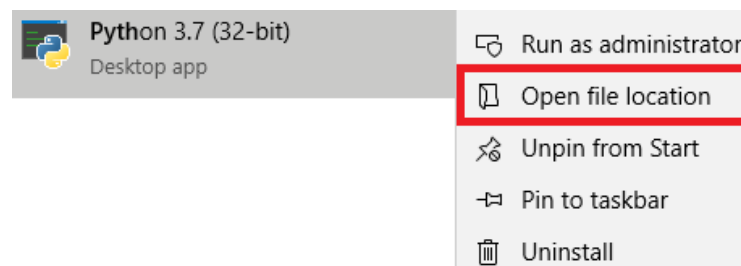 Python 3.7 (32-bit)
Desktop app
Run as administrator
Open file location
Unpin from Start
Pin to taskbar
Uninstall